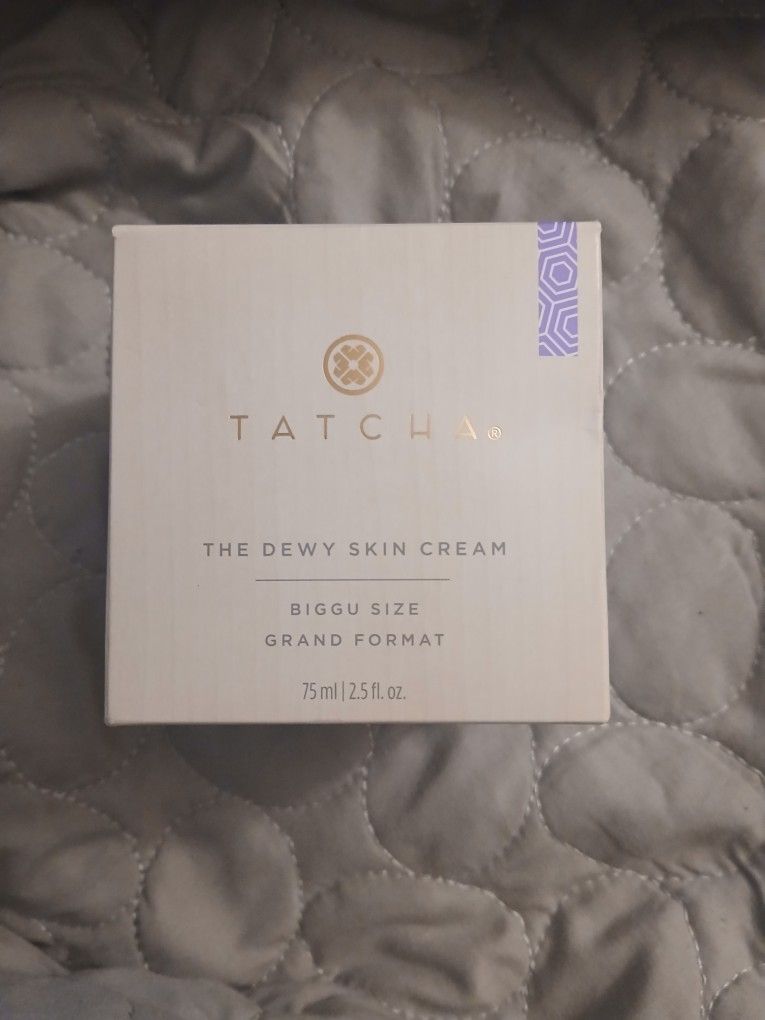 TATCHA®
THE DEWY SKIN CREAM
BIGGU SIZE
GRAND FORMAT
75 ml | 2.5 fl. oz.